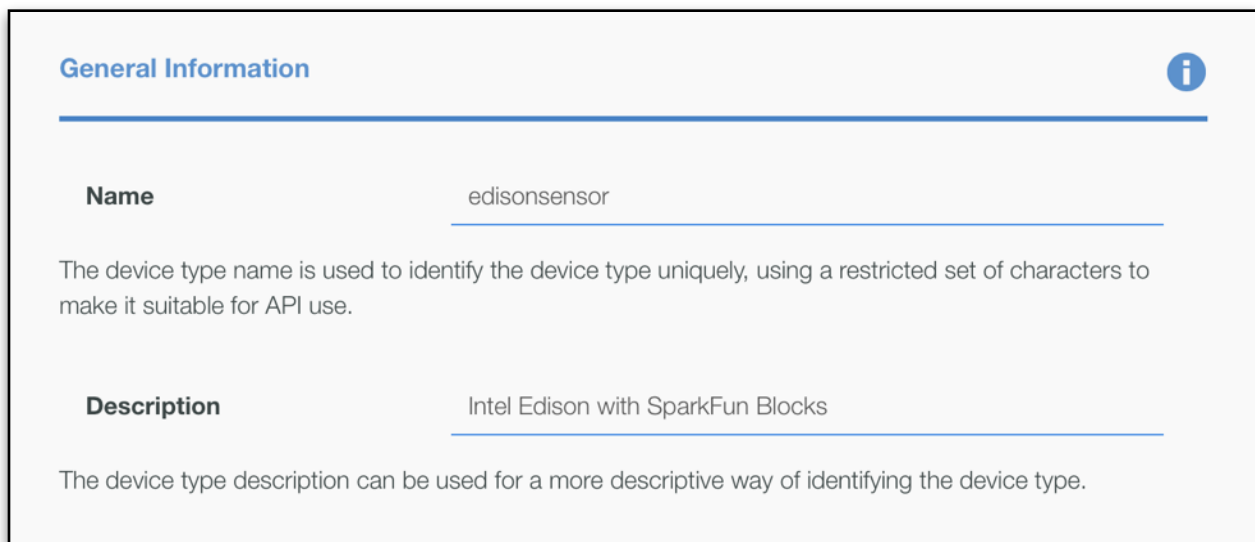 General Information
Name
edisonsensor
The device type name is used to identify the device type uniquely, using a restricted set of characters to
make it suitable for API use.
Description
Intel Edison with SparkFun Blocks
The device type description can be used for a more descriptive way of identifying the device type.